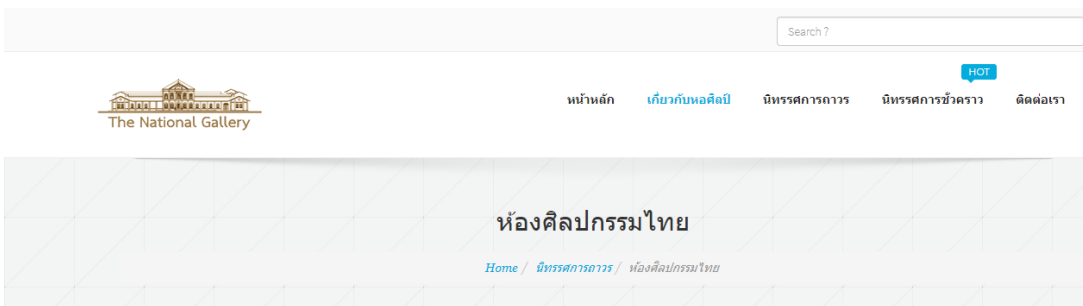 Search ?
HOT
The National Gallery
หน้าหลัก เกี่ยวกับหอศิลป์ นิทรรศการถาวร นิทรรศการชั่วคราว ติดต่อเรา
ห้องศิลปกรรมไทย
Home / นิทรรศการถาวร / ห้องศิลปกรรมไทย